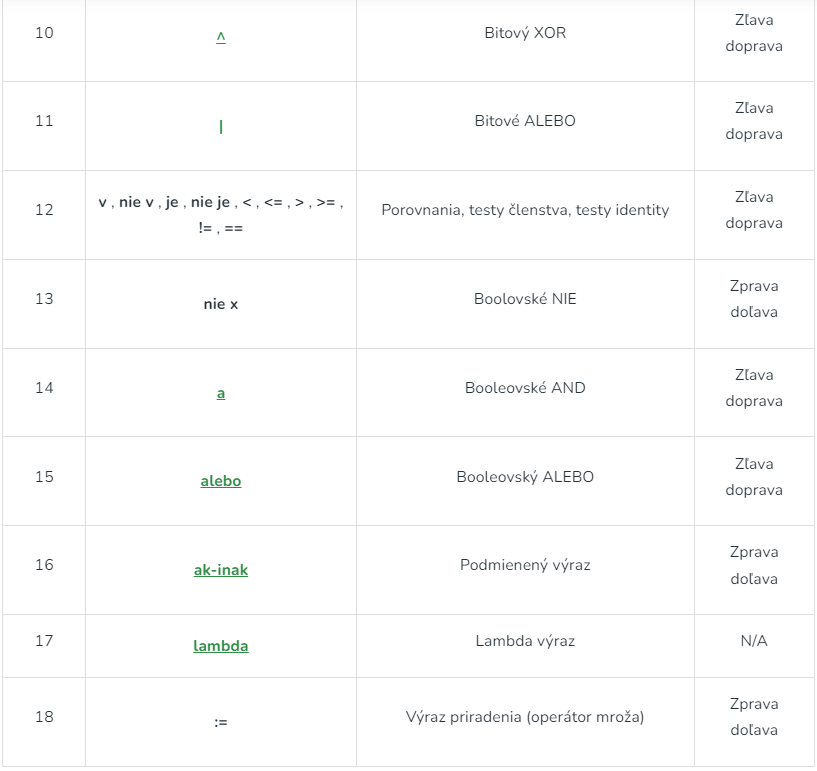 10 ^ Bitový XOR Zľava
doprava
11 | Bitové ALEBO Zľava
doprava
12 v , nie v , je , nie je , < , <= , > , >= , Porovnania, testy členstva, testy identity Zľava
!= , == doprava
13 nie x Boolovské NIE Zprava
doľava
14 a Booleovské AND Zľava
doprava
15 alebo Booleovský ALEBO Zľava
doprava
16 ak-inak Podmienený výraz Zprava
doľava
17 lambda Lambda výraz N/A
18 := Výraz priradenia (operátor mroža) Zprava
doľava